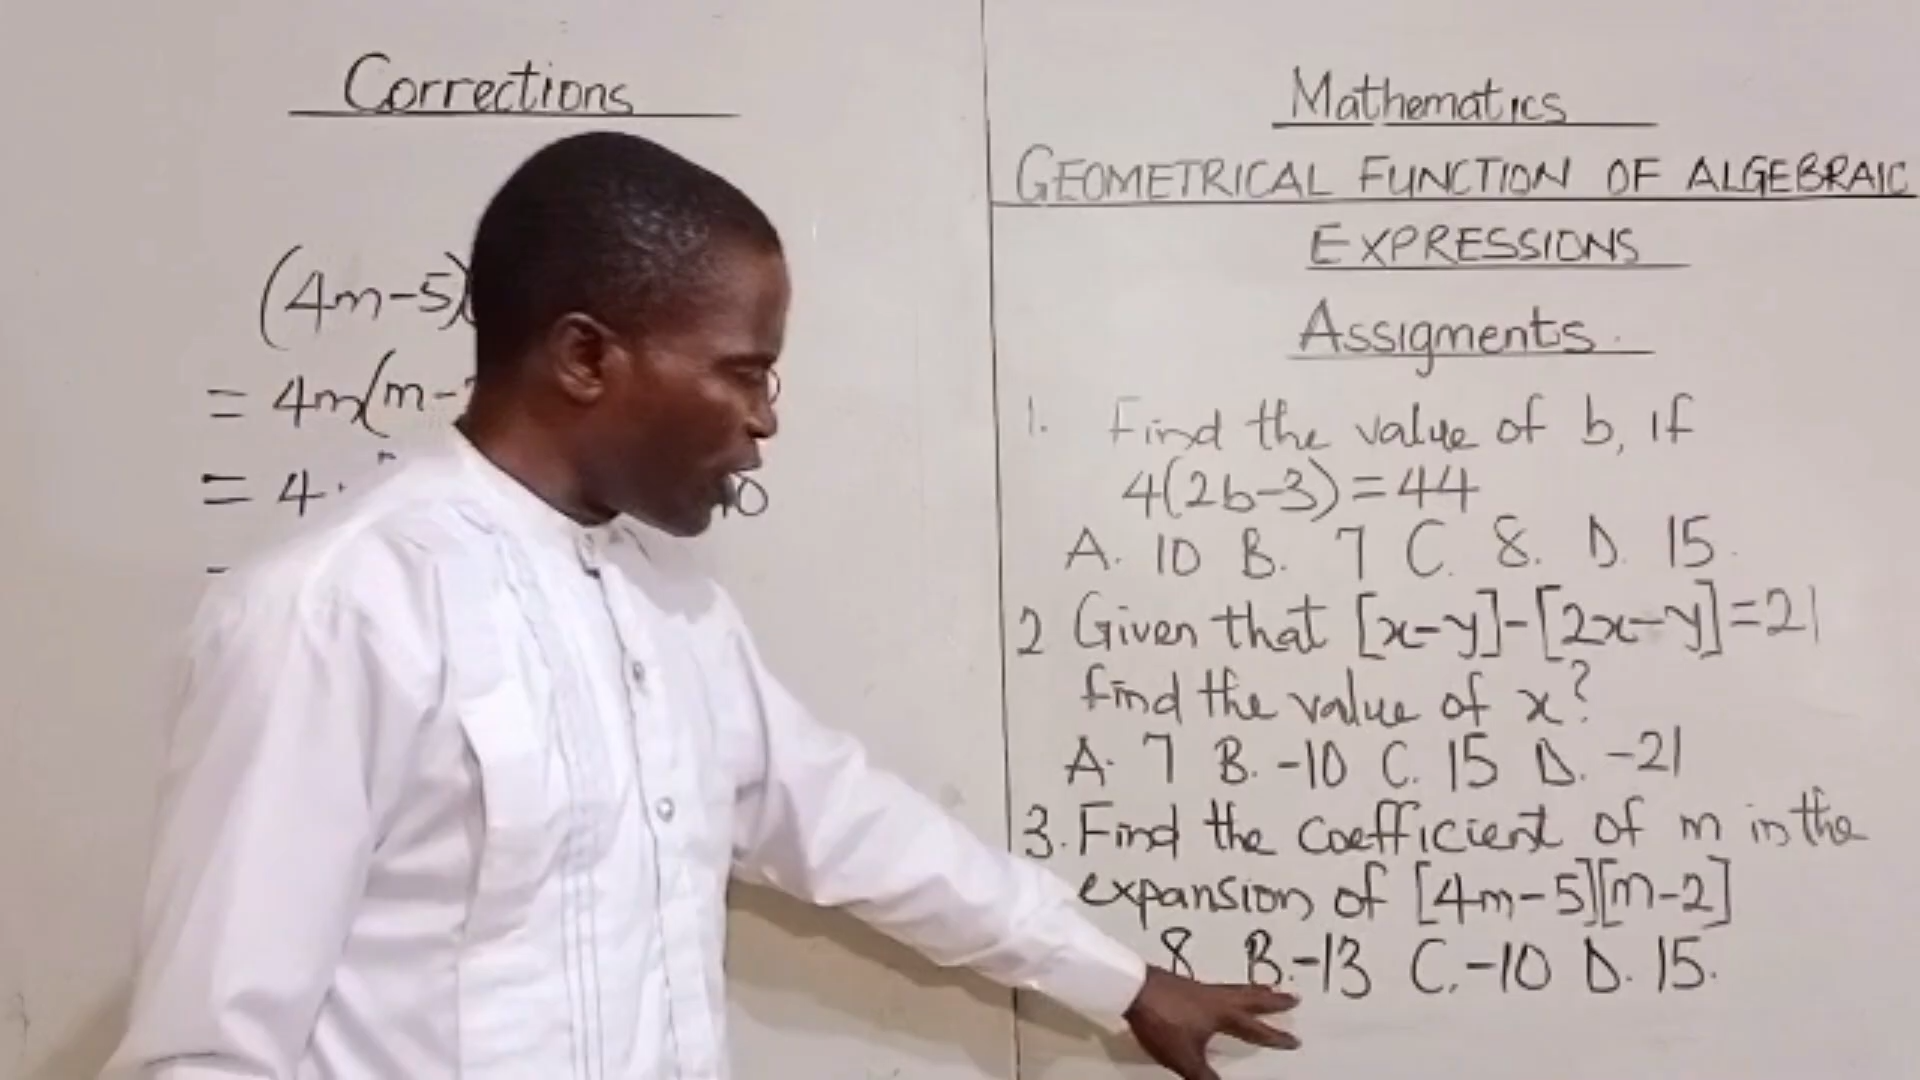 Corrections
(4m-5)(
= 4m(m-
= 4
10
-
Mathematics
GEOMETRICAL FUNCTION OF ALGEBRAIC
EXPRESSIONS
Assigments.
1. Find the value of b, if
4(2b-3)=44
A. 10 B. 7 C. 8. D. 15.
2 Given that [x-y]-[2x-y]=21
find the value of x?
A. 7 B. -10 C. 15 D. -21
3. Find the coefficient of m in the
expansion of [4m-5][m-2]
8 B. -13 C. -10 D. 15.